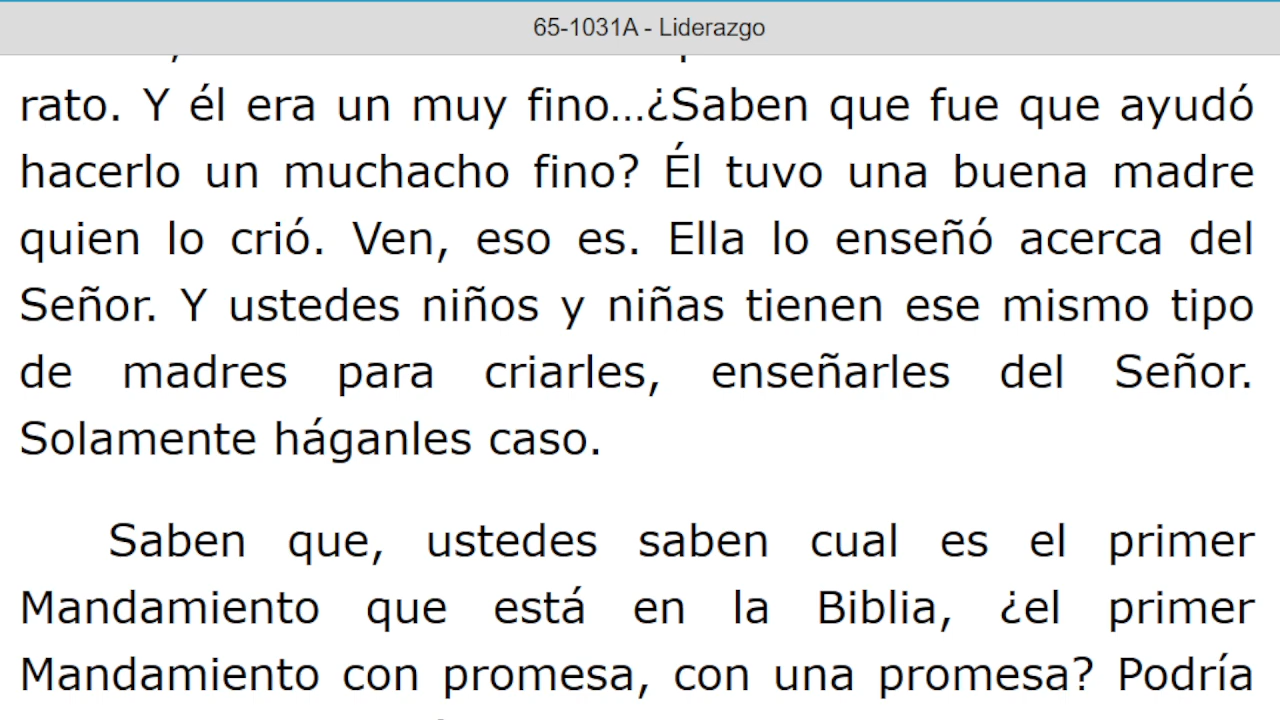 65-1031A - Liderazgo
rato. Y él era un muy fino...¿Saben que fue que ayudó
hacerlo un muchacho fino? Él tuvo una buena madre
quien lo crió. Ven, eso es. Ella lo enseñó acerca del
Señor. Y ustedes niños y niñas tienen ese mismo tipo
de madres para criarles, enseñarles del Señor.
Solamente háganles caso.
Saben que, ustedes saben cual es el primer
Mandamiento que está en la Biblia, ¿el primer
Mandamiento con promesa, con una promesa? Podría